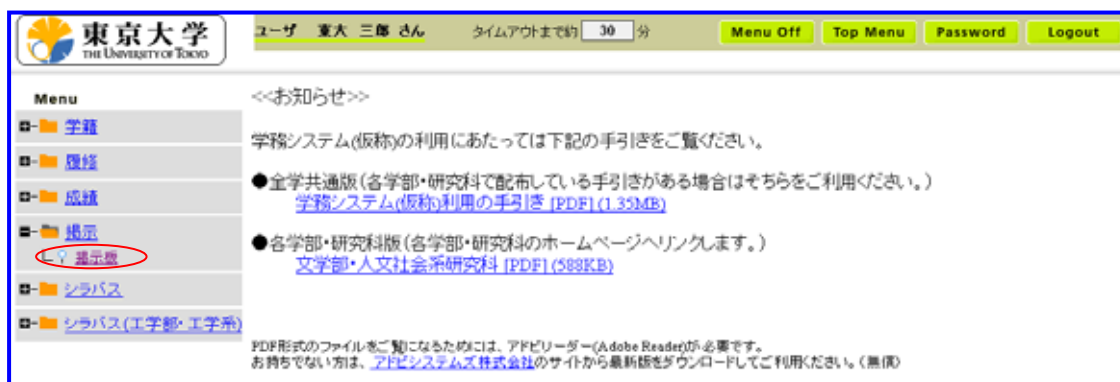 東京大学
THE UNIVERSITY OF TOKYO
ユーザ 東大 三郎 さん タイムアウトまで約 30 分 Menu Off Top Menu Password Logout
Menu
学籍
履修
成績
掲示
掲示板
シラバス
シラバス(工学部・工学系)
<<お知らせ>>
学務システム(仮称)の利用にあたっては下記の手引きをご覧ください。
●全学共通版(各学部・研究科で配布している手引きがある場合はそちらをご利用ください。)
学務システム(仮称)利用の手引き [PDF] (1.35MB)
●各学部・研究科版(各学部・研究科のホームページへリンクします。)
文学部・人文社会系研究科 [PDF] (588KB)
PDF形式のファイルをご覧になるためには、アドビリーダー(Adobe Reader)が必要です。
お持ちでない方は、アドビシステムズ株式会社のサイトから最新版をダウンロードしてご利用ください。(無償)